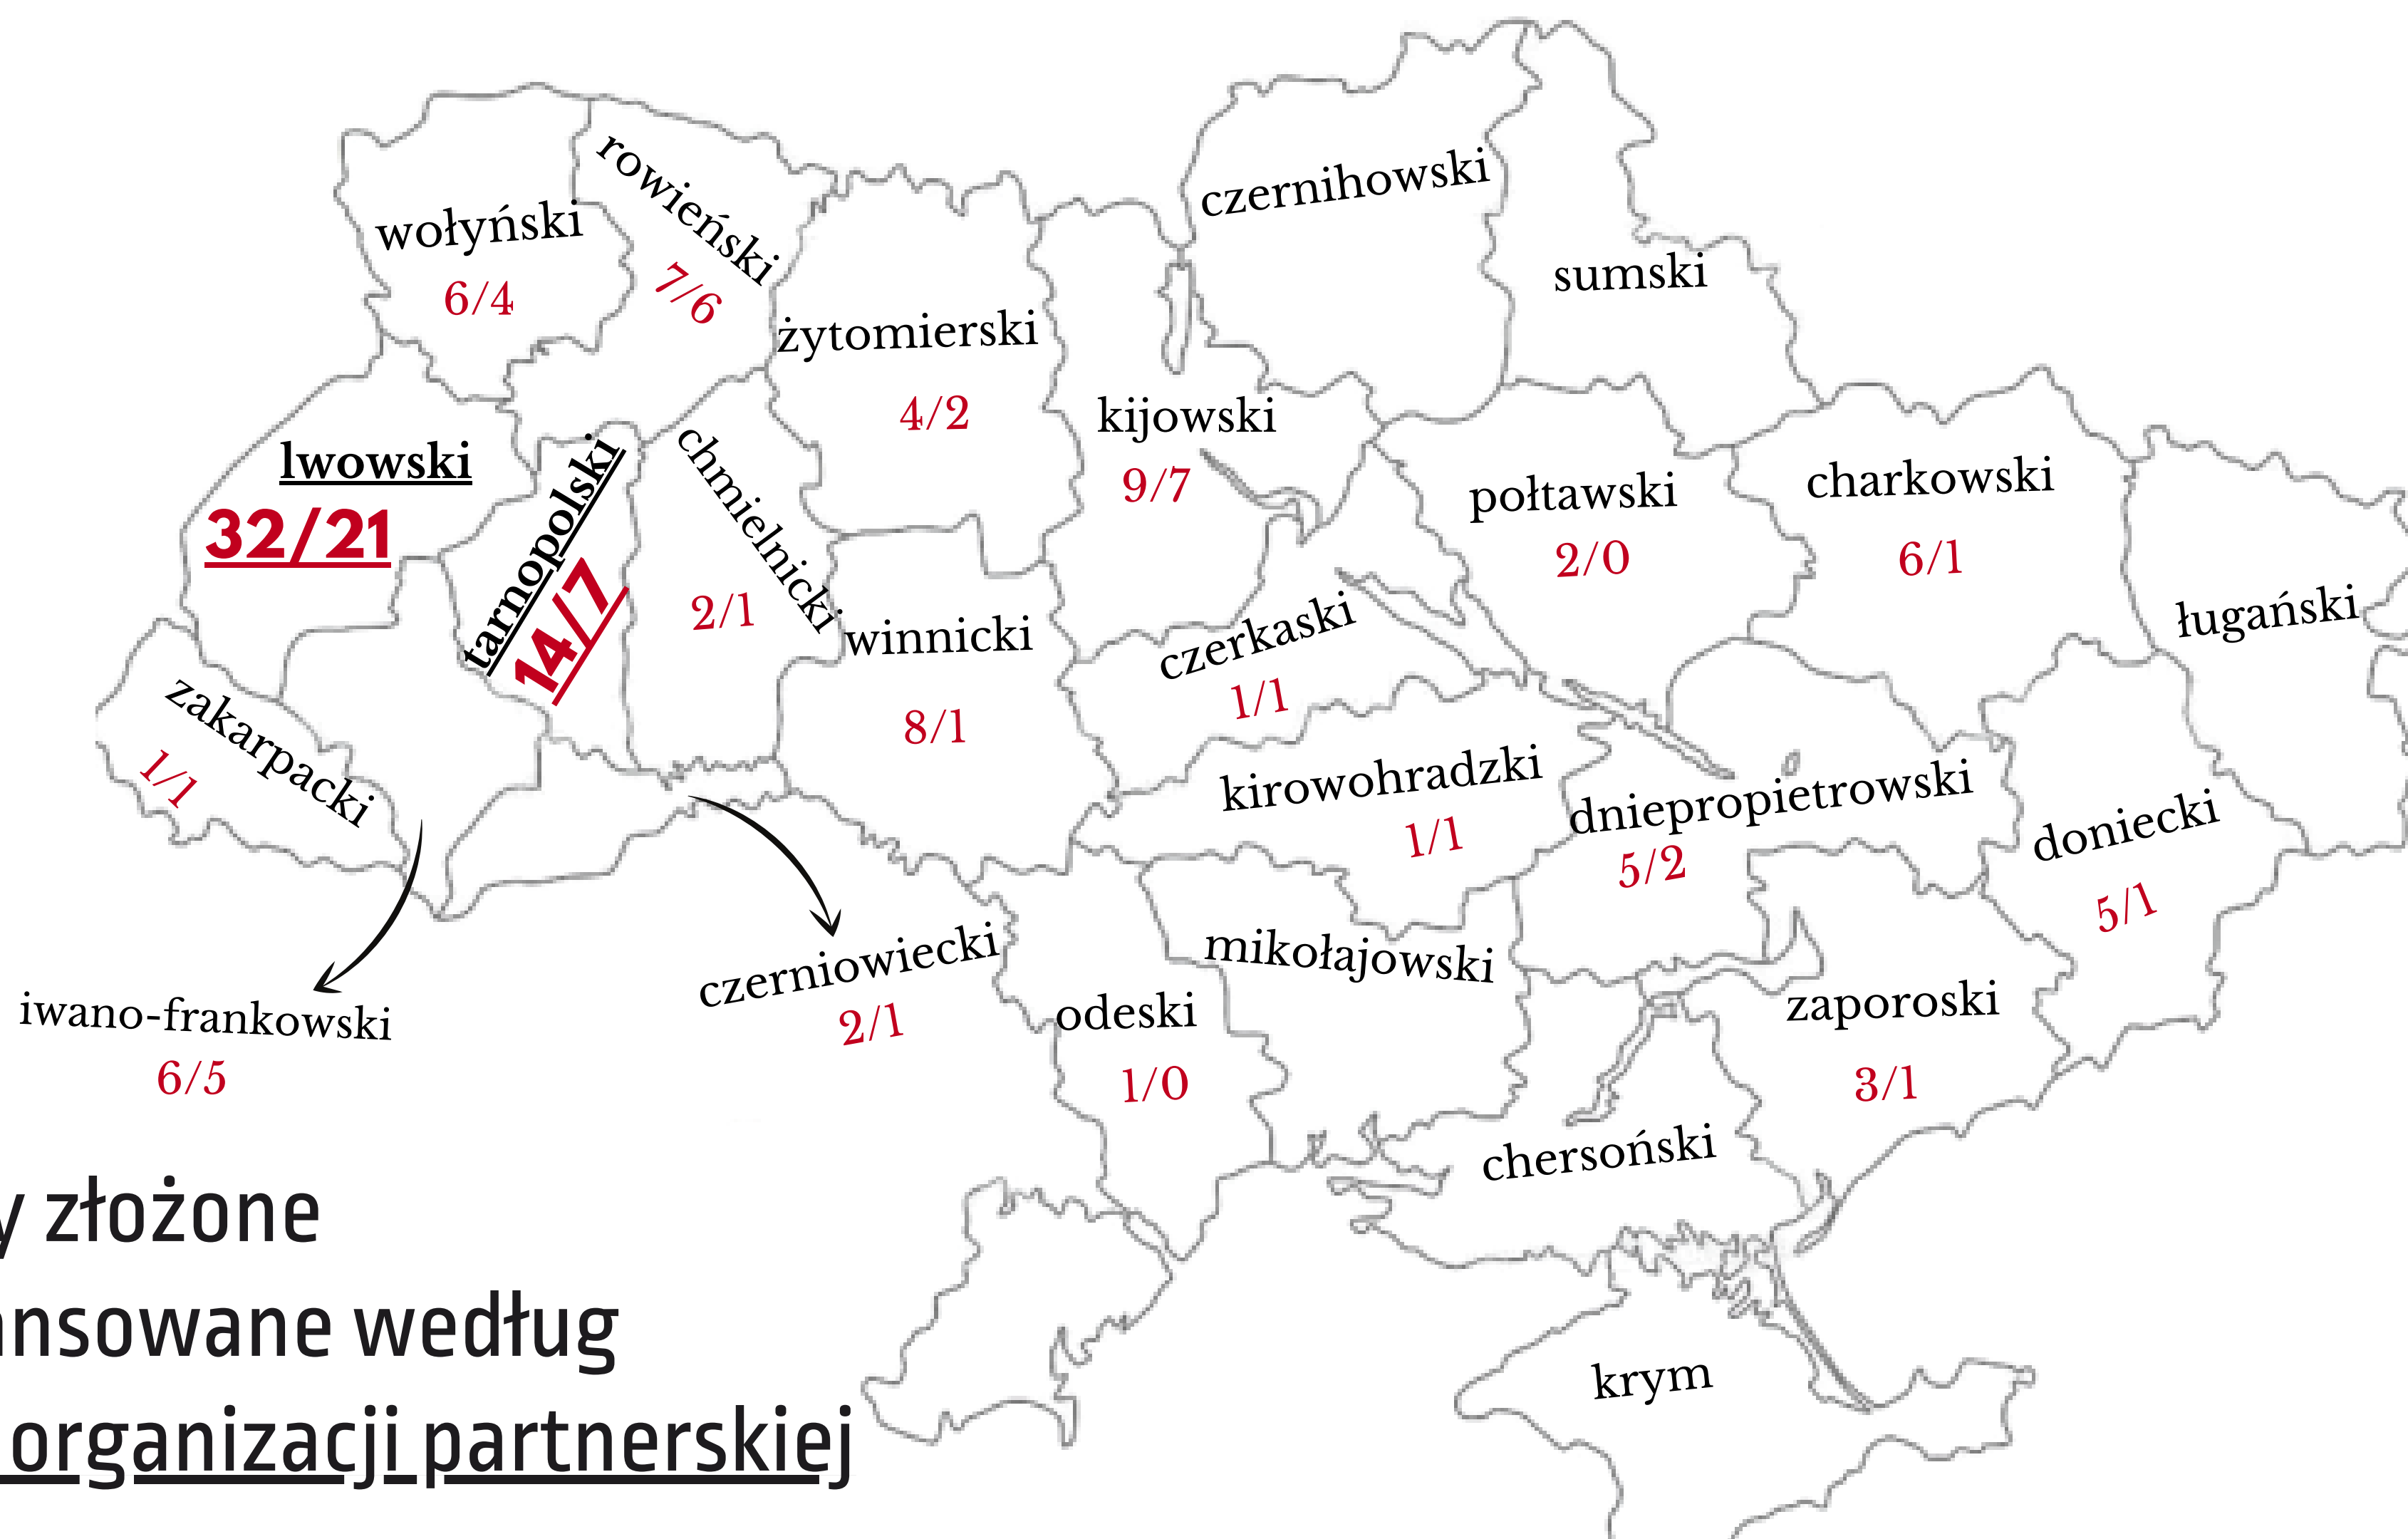 czernihowski
rowieński
wołyński
6/4
7/6
sumski
żytomierski
4/2
kijowski
9/7
lwowski
32/21
tarnopolski
14/7
chmielnicki
2/1
połtawski
2/0
charkowski
6/1
ługański
winnicki
8/1
czerkaski
1/1
zakarpacki
1/1
kirowohradzki
1/1
dniepropietrowski
5/2
doniecki
5/1
iwano-frankowski
6/5
czerniowiecki
2/1
odeski
1/0
mikołajowski
zaporoski
3/1
chersoński
krym
y złożone
ansowane według
organizacji partnerskiej